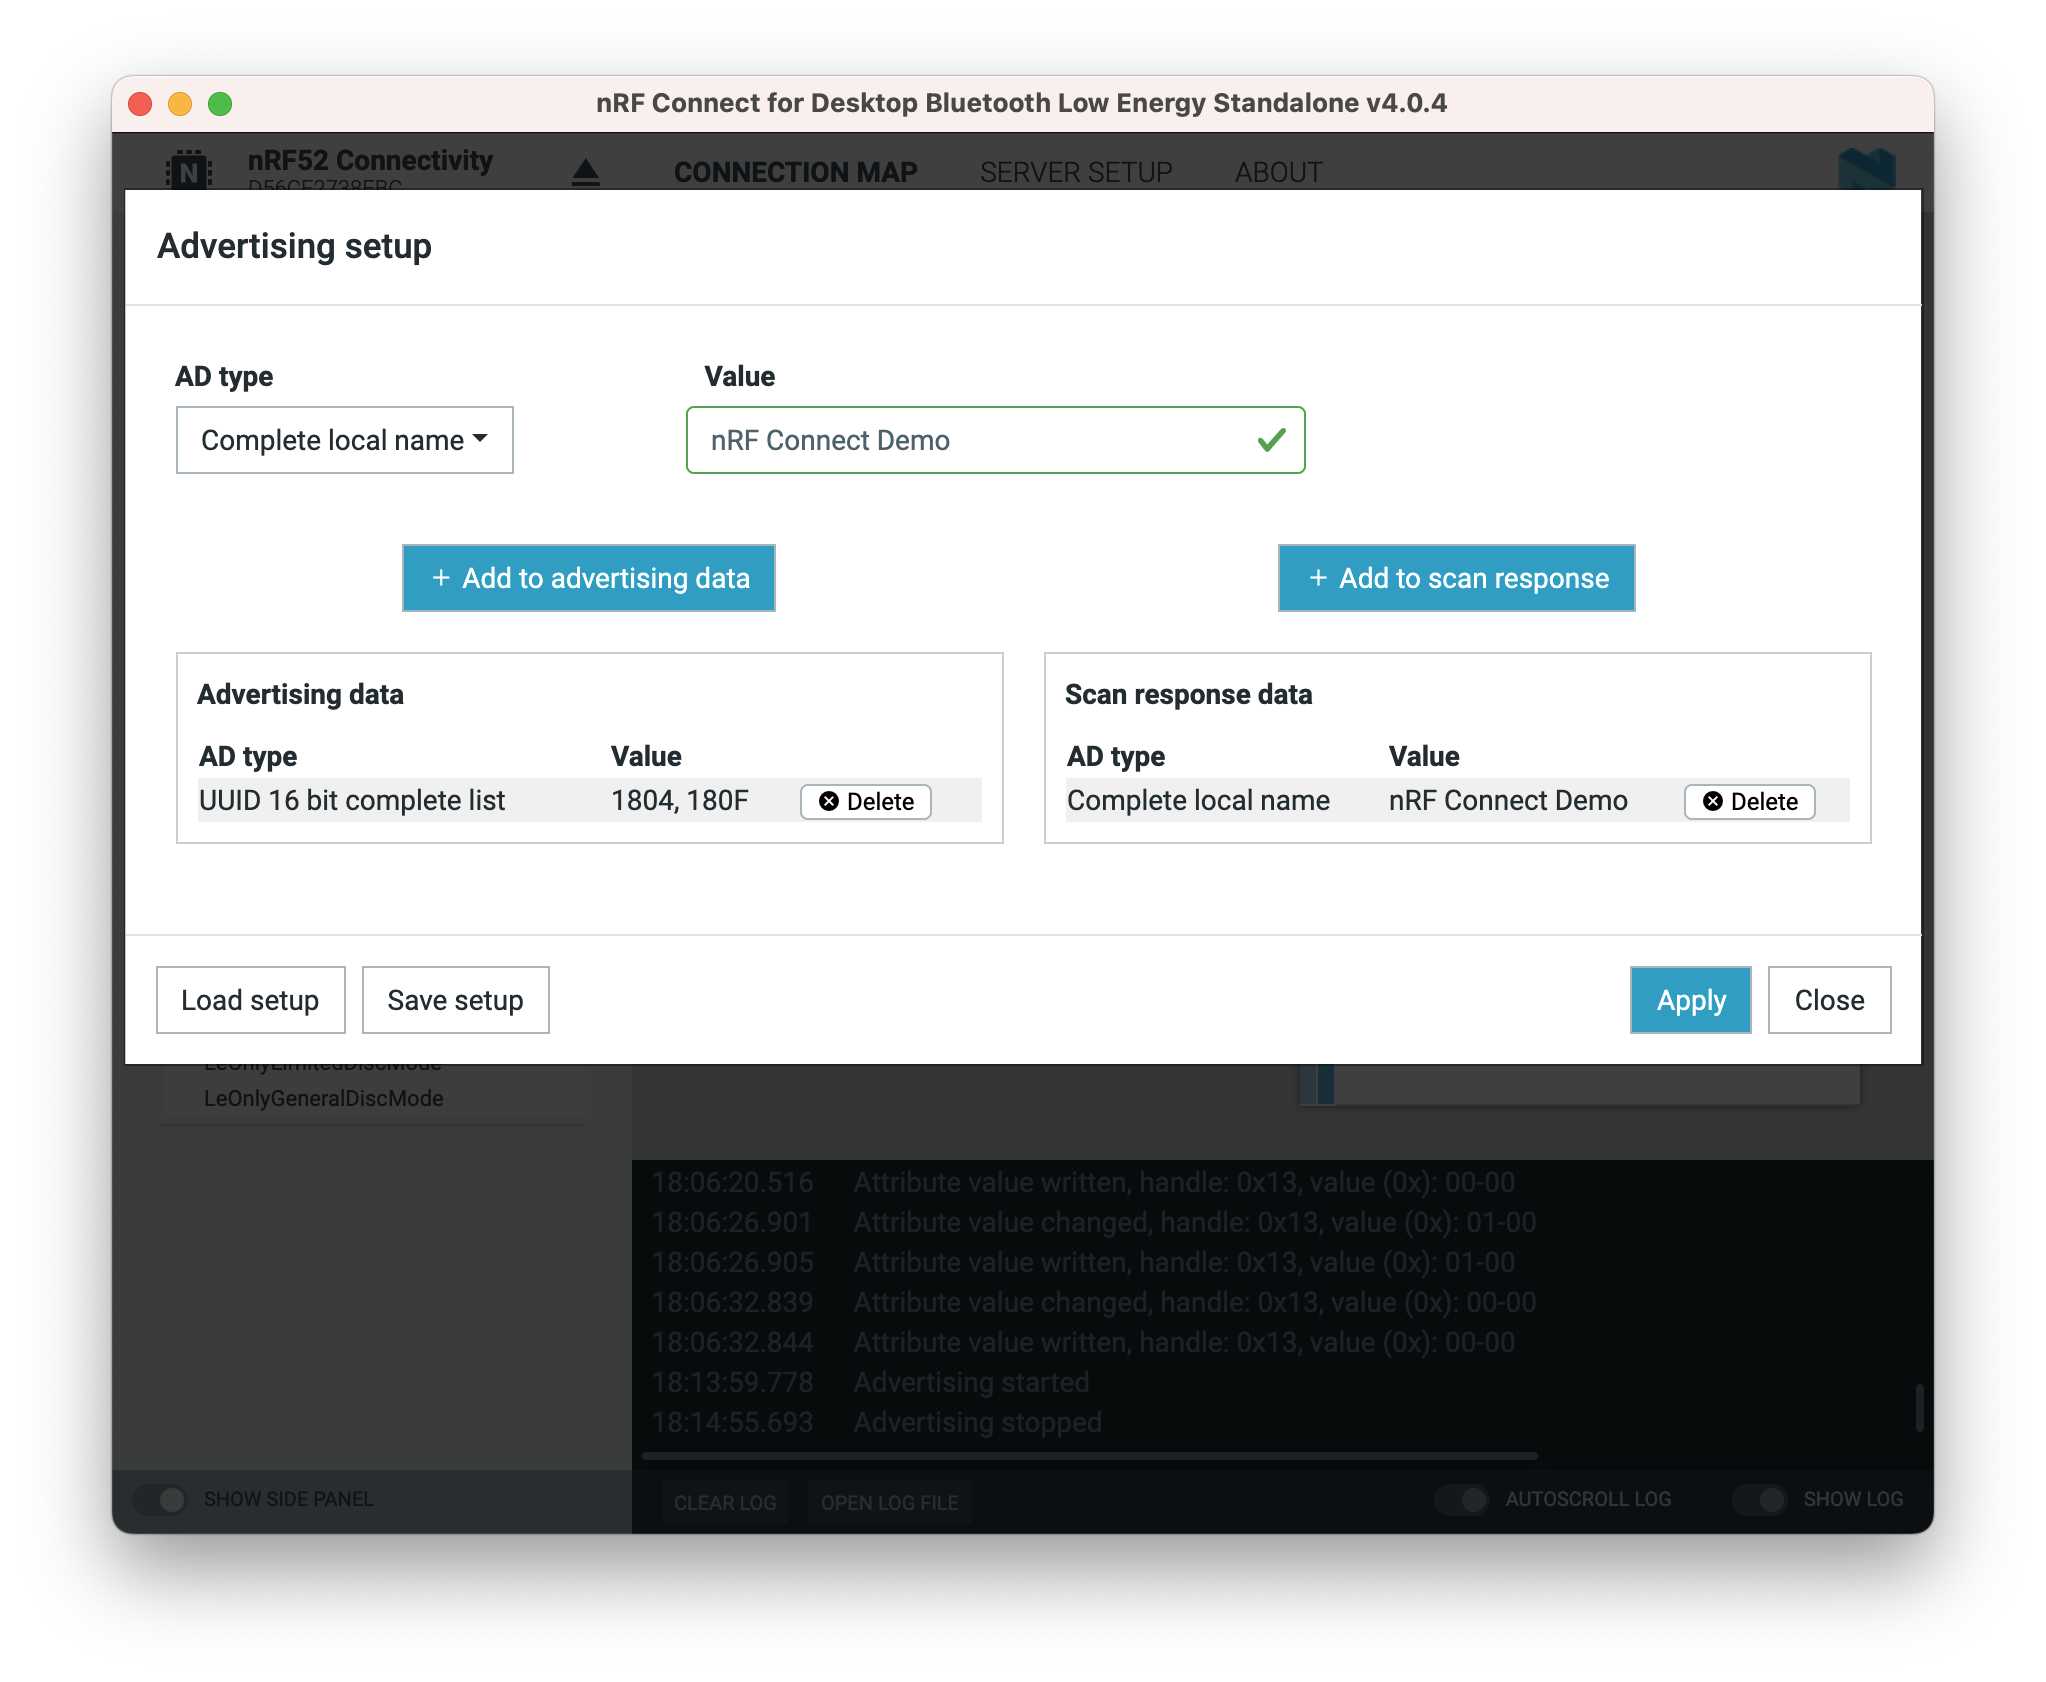 nRF Connect for Desktop Bluetooth Low Energy Standalone v4.0.4
nRF52 Connectivity
CONNECTION MAP
SERVER SETUP
ABOUT
Advertising setup
AD type
Value
Complete local name
nRF Connect Demo
+ Add to advertising data
+ Add to scan response
Advertising data
AD type Value
UUID 16 bit complete list 1804, 180F Delete
Scan response data
AD type Value
Complete local name nRF Connect Demo Delete
Load setup
Save setup
Apply
Close
LeOnlyLimitedDiscMode
LeOnlyGeneralDiscMode
18:06:20.516 Attribute value written, handle: 0x13, value (0x): 00-00
18:06:26.901 Attribute value changed, handle: 0x13, value (0x): 01-00
18:06:26.905 Attribute value written, handle: 0x13, value (0x): 01-00
18:06:32.839 Attribute value changed, handle: 0x13, value (0x): 00-00
18:06:32.844 Attribute value written, handle: 0x13, value (0x): 00-00
18:13:59.778 Advertising started
18:14:55.693 Advertising stopped
SHOW SIDE PANEL
CLEAR LOG
OPEN LOG FILE
AUTOSCROLL LOG
SHOW LOG